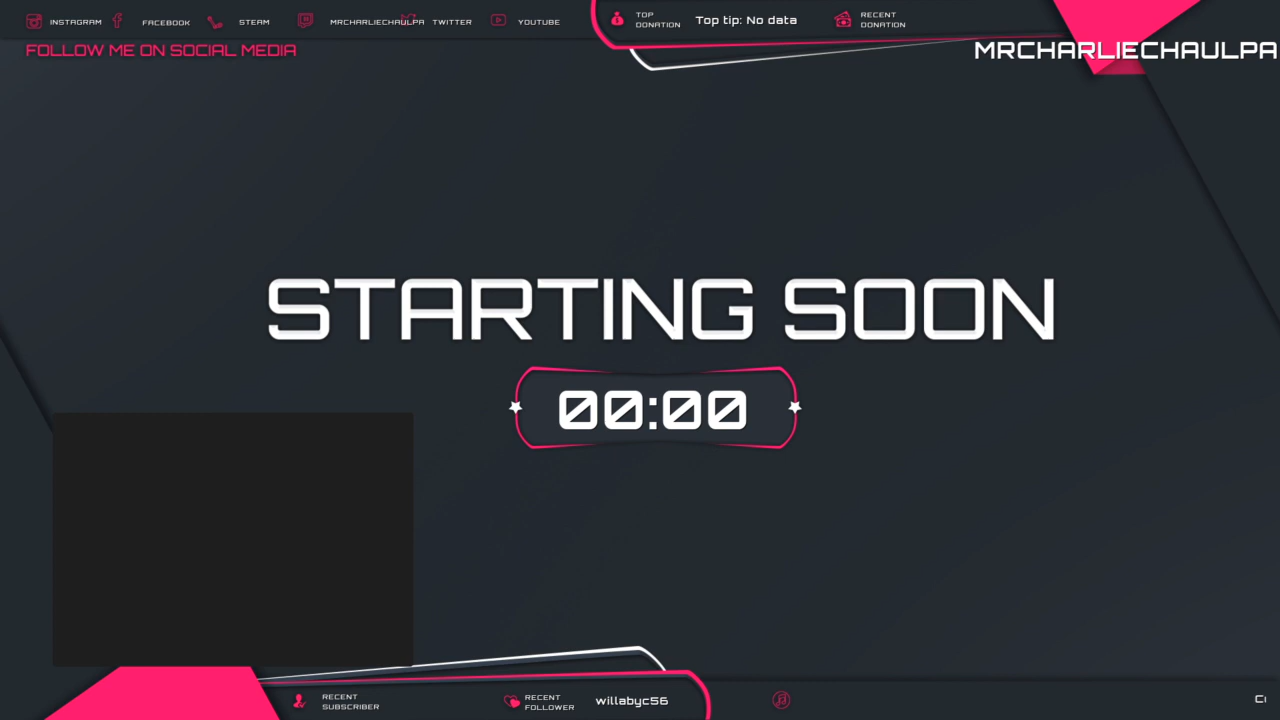 INSTAGRAM FACEBOOK STEAM MRCHARLIECHAULPA TWITTER YOUTUBE
TOP DONATION Top tip: No data
RECENT DONATION
FOLLOW ME ON SOCIAL MEDIA
MRCHARLIECHAULPA
STARTING SOON
00:00
RECENT SUBSCRIBER
RECENT FOLLOWER willabyc56